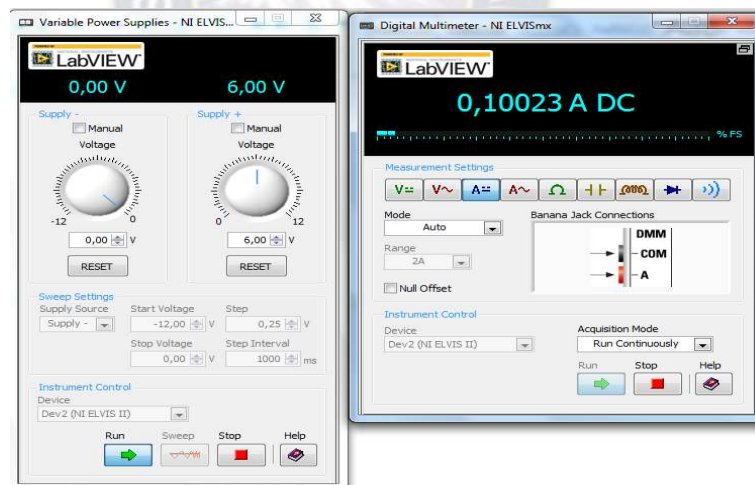 Variable Power Supplies - NI ELVIS...
LabVIEW
0,00 V 6,00 V
Supply - Supply +
Manual Manual
Voltage Voltage
-12 0 0 12
0,00 V 6,00 V
RESET RESET
Sweep Settings
Supply Source Start Voltage Step
Supply - -12,00 V 0,25 V
Stop Voltage Step Interval
0,00 V 1000 ms
Instrument Control
Device
Dev2 (NI ELVIS II)
Run Sweep Stop Help
Digital Multimeter - NI ELVISmx
LabVIEW
0,10023 A DC
% FS
Measurement Settings
V V A A Ω
Mode Banana Jack Connections
Auto
DMM
Range COM
2A A
Null Offset
Instrument Control
Device Acquisition Mode
Dev2 (NI ELVIS II) Run Continuously
Run Stop Help